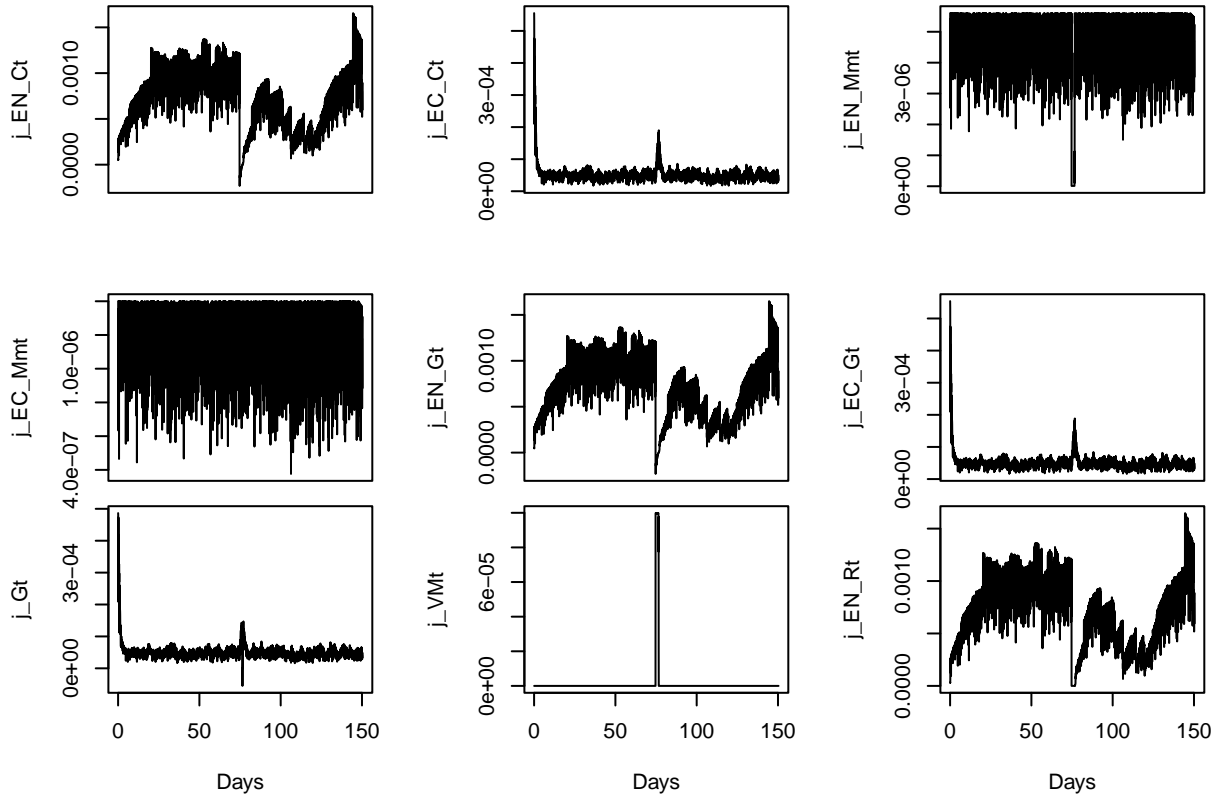 j_EN_Ct
0.0000
0.0010
j_EC_Ct
0e+00
3e-04
j_EN_Mmt
0e+00
3e-06
j_EC_Mmt
4.0e-07
1.0e-06
j_EN_Gt
0.0000
0.0010
j_EC_Gt
0e+00
3e-04
j_Gt
0e+00
3e-04
j_VMt
0e+00
6e-05
j_EN_Rt
0.0000
0.0010
0 50 100 150
0 50 100 150
0 50 100 150
Days
Days
Days